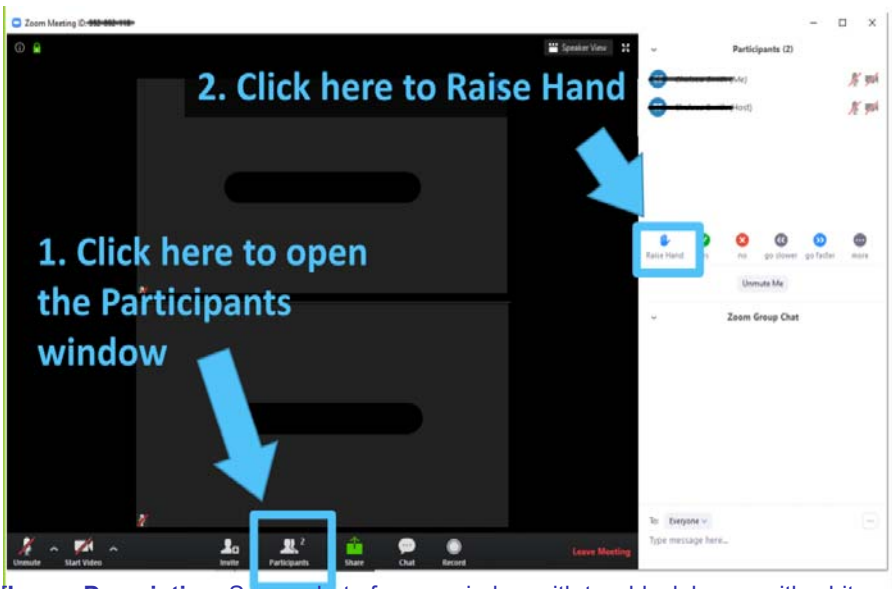 Zoom Meeting ID:
Speaker View
Participants (2)
2. Click here to Raise Hand
(Me)
(Host)
1. Click here to open
the Participants
window
Raise Hand
no
go slower
go faster
more
Unmute Me
Zoom Group Chat
To: Everyone
Type message here...
Unmute
Start Video
Invite
Participants
2
Share
Chat
Record
Leave Meeting